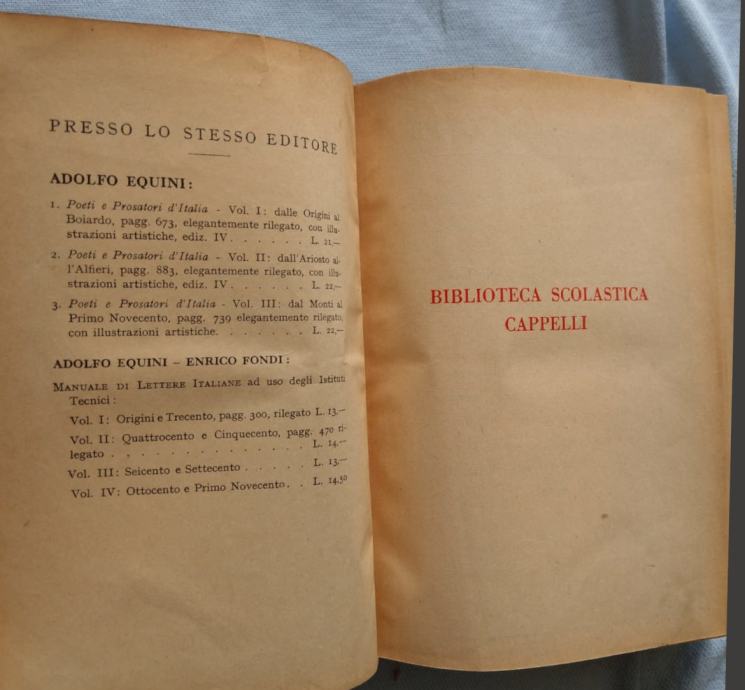 PRESSO LO STESSO EDITORE
ADOLFO EQUINI:
1. Poeti e Prosatori d'Italia - Vol. I: dalle Origini al
Boiardo, pagg. 673, elegantemente rilegato, con illu-
strazioni artistiche, ediz. IV . . . . . . L. 21,—
2. Poeti e Prosatori d'Italia - Vol. II: dall'Ariosto al-
l'Alfieri, pagg. 883, elegantemente rilegato, con illu-
strazioni artistiche, ediz. IV . . . . . . L. 22,—
3. Poeti e Prosatori d'Italia - Vol. III: dal Monti al
Primo Novecento, pagg. 739 elegantemente rilegato,
con illustrazioni artistiche. . . . . . . L. 22,—
ADOLFO EQUINI – ENRICO FONDI:
MANUALE DI LETTERE ITALIANE ad uso degli Istituti
Tecnici:
Vol. I: Origini e Trecento, pagg. 300, rilegato L. 13,—
Vol. II: Quattrocento e Cinquecento, pagg. 470 ri-
legato . , . . . . . . . . . . . L. 14,—
Vol. III: Seicento e Settecento . . . . . L. 13,—
Vol. IV: Ottocento e Primo Novecento. . L. 14,50
BIBLIOTECA SCOLASTICA
CAPPELLI